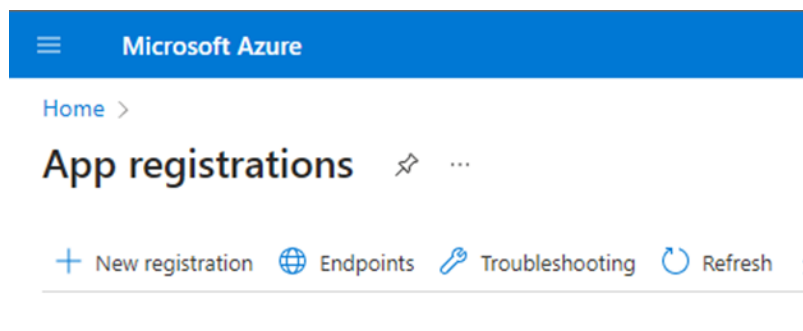 Microsoft Azure
Home >
App registrations ...
+ New registration Endpoints Troubleshooting Refresh